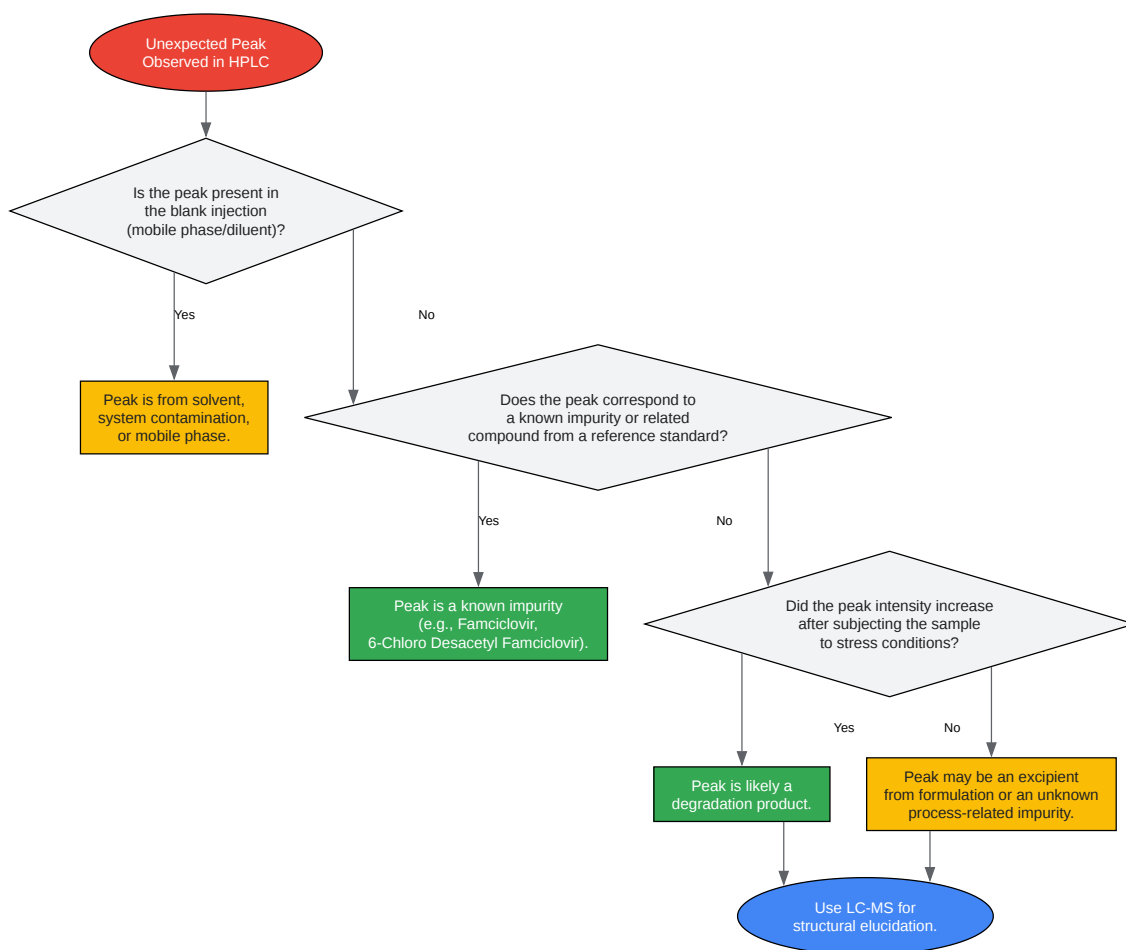 Unexpected Peak
Observed in HPLC
Is the peak present in
the blank injection
(mobile phase/diluent)?
Yes
No
Peak is from solvent,
system contamination,
or mobile phase.
Does the peak correspond to
a known impurity or related
compound from a reference standard?
Yes
No
Peak is a known impurity
(e.g., Famciclovir,
6-Chloro Desacetyl Famciclovir).
Did the peak intensity increase
after subjecting the sample
to stress conditions?
Yes
No
Peak is likely a
degradation product.
Peak may be an excipient
from formulation or an unknown
process-related impurity.
Use LC-MS for
structural elucidation.